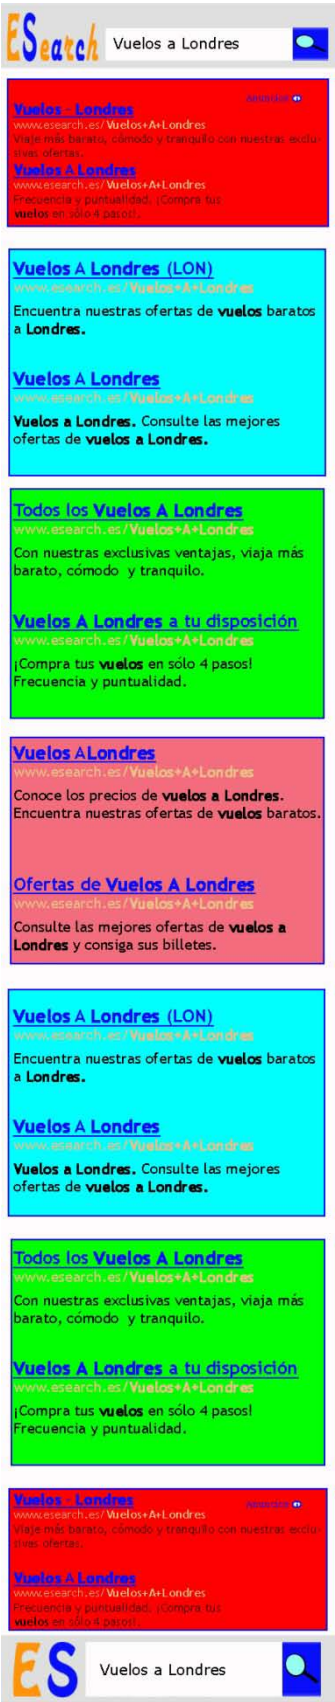 ESearch
Vuelos a Londres
Vuelos - Londres
www.esearch.es/Vuelos+A+Londres
Viaje más barato, cómodo y tranquilo con nuestras exclu-
sivas ofertas.
Vuelos A Londres
www.esearch.es/Vuelos+A+Londres
Frecuencia y puntualidad. ¡Compra tus
vuelos en sólo 4 pasos!.
Vuelos A Londres (LON)
www.esearch.es/Vuelos+A+Londres
Encuentra nuestras ofertas de vuelos baratos
a Londres.
Vuelos A Londres
www.esearch.es/Vuelos+A+Londres
Vuelos a Londres. Consulte las mejores
ofertas de vuelos a Londres.
Todos los Vuelos A Londres
www.esearch.es/Vuelos+A+Londres
Con nuestras exclusivas ventajas, viaja más
barato, cómodo y tranquilo.
Vuelos A Londres a tu disposición
www.esearch.es/Vuelos+A+Londres
¡Compra tus vuelos en sólo 4 pasos!
Frecuencia y puntualidad.
Vuelos ALondres
www.esearch.es/Vuelos+A+Londres
Conoce los precios de vuelos a Londres.
Encuentra nuestras ofertas de vuelos baratos.
Ofertas de Vuelos A Londres
www.esearch.es/Vuelos+A+Londres
Consulte las mejores ofertas de vuelos a
Londres y consiga sus billetes.
Vuelos A Londres (LON)
www.esearch.es/Vuelos+A+Londres
Encuentra nuestras ofertas de vuelos baratos
a Londres.
Vuelos A Londres
www.esearch.es/Vuelos+A+Londres
Vuelos a Londres. Consulte las mejores
ofertas de vuelos a Londres.
Todos los Vuelos A Londres
www.esearch.es/Vuelos+A+Londres
Con nuestras exclusivas ventajas, viaja más
barato, cómodo y tranquilo.
Vuelos A Londres a tu disposición
www.esearch.es/Vuelos+A+Londres
¡Compra tus vuelos en sólo 4 pasos!
Frecuencia y puntualidad.
Vuelos - Londres
www.esearch.es/Vuelos+A+Londres
Viaje más barato, cómodo y tranquilo con nuestras exclu-
sivas ofertas.
Vuelos A Londres
www.esearch.es/Vuelos+A+Londres
Frecuencia y puntualidad. ¡Compra tus
vuelos en sólo 4 pasos!.
ES
Vuelos a Londres